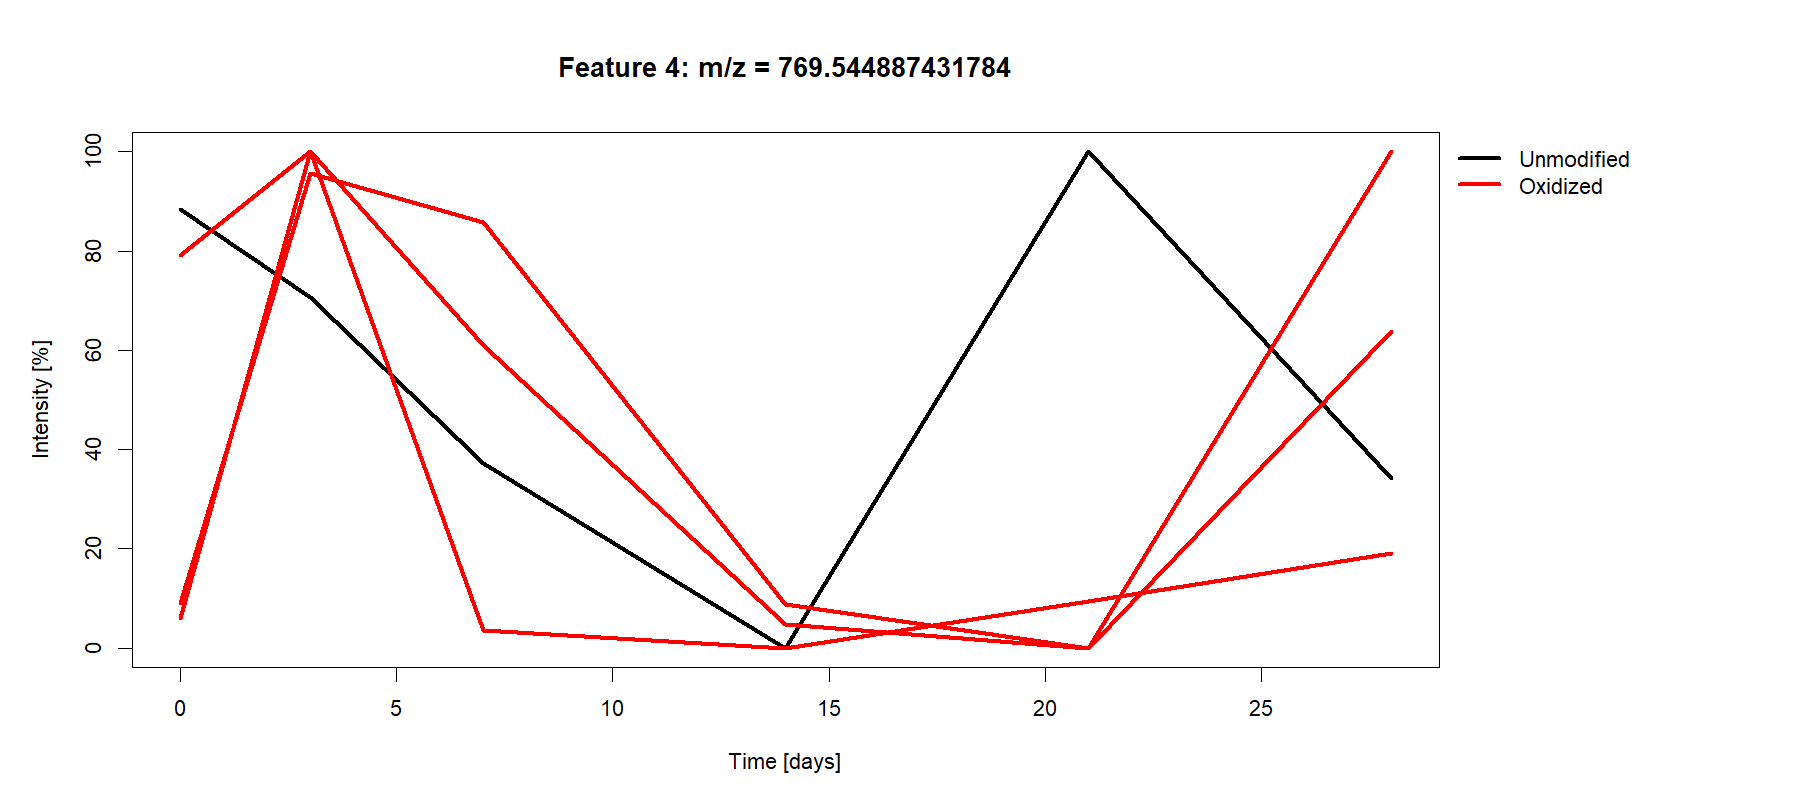 Feature 4: m/z = 769.544887431784
Unmodified
Oxidized
Intensity [%]
100
80
60
40
20
0
0 5 10 15 20 25
Time [days]